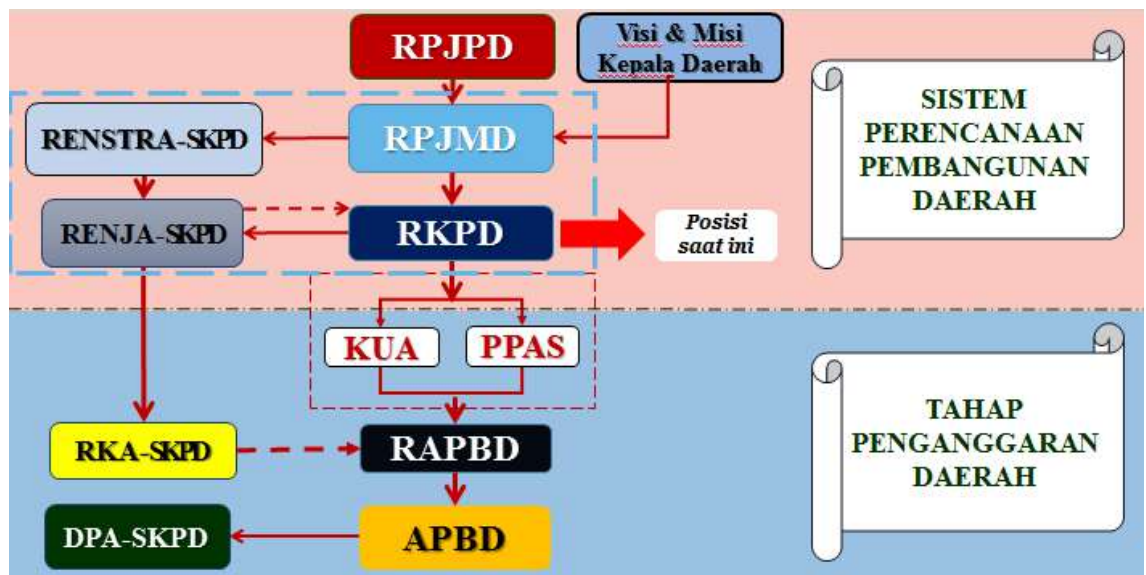 RPJPD
Visi & Misi
Kepala Daerah
SISTEM
PERENCANAAN
PEMBANGUNAN
DAERAH
RENSTRA-SKPD
RPJMD
RENJA-SKPD
RKPD
Posisi
saat ini
KUA
PPAS
TAHAP
PENGANGGARAN
DAERAH
RKA-SKPD
RAPBD
DPA-SKPD
APBD